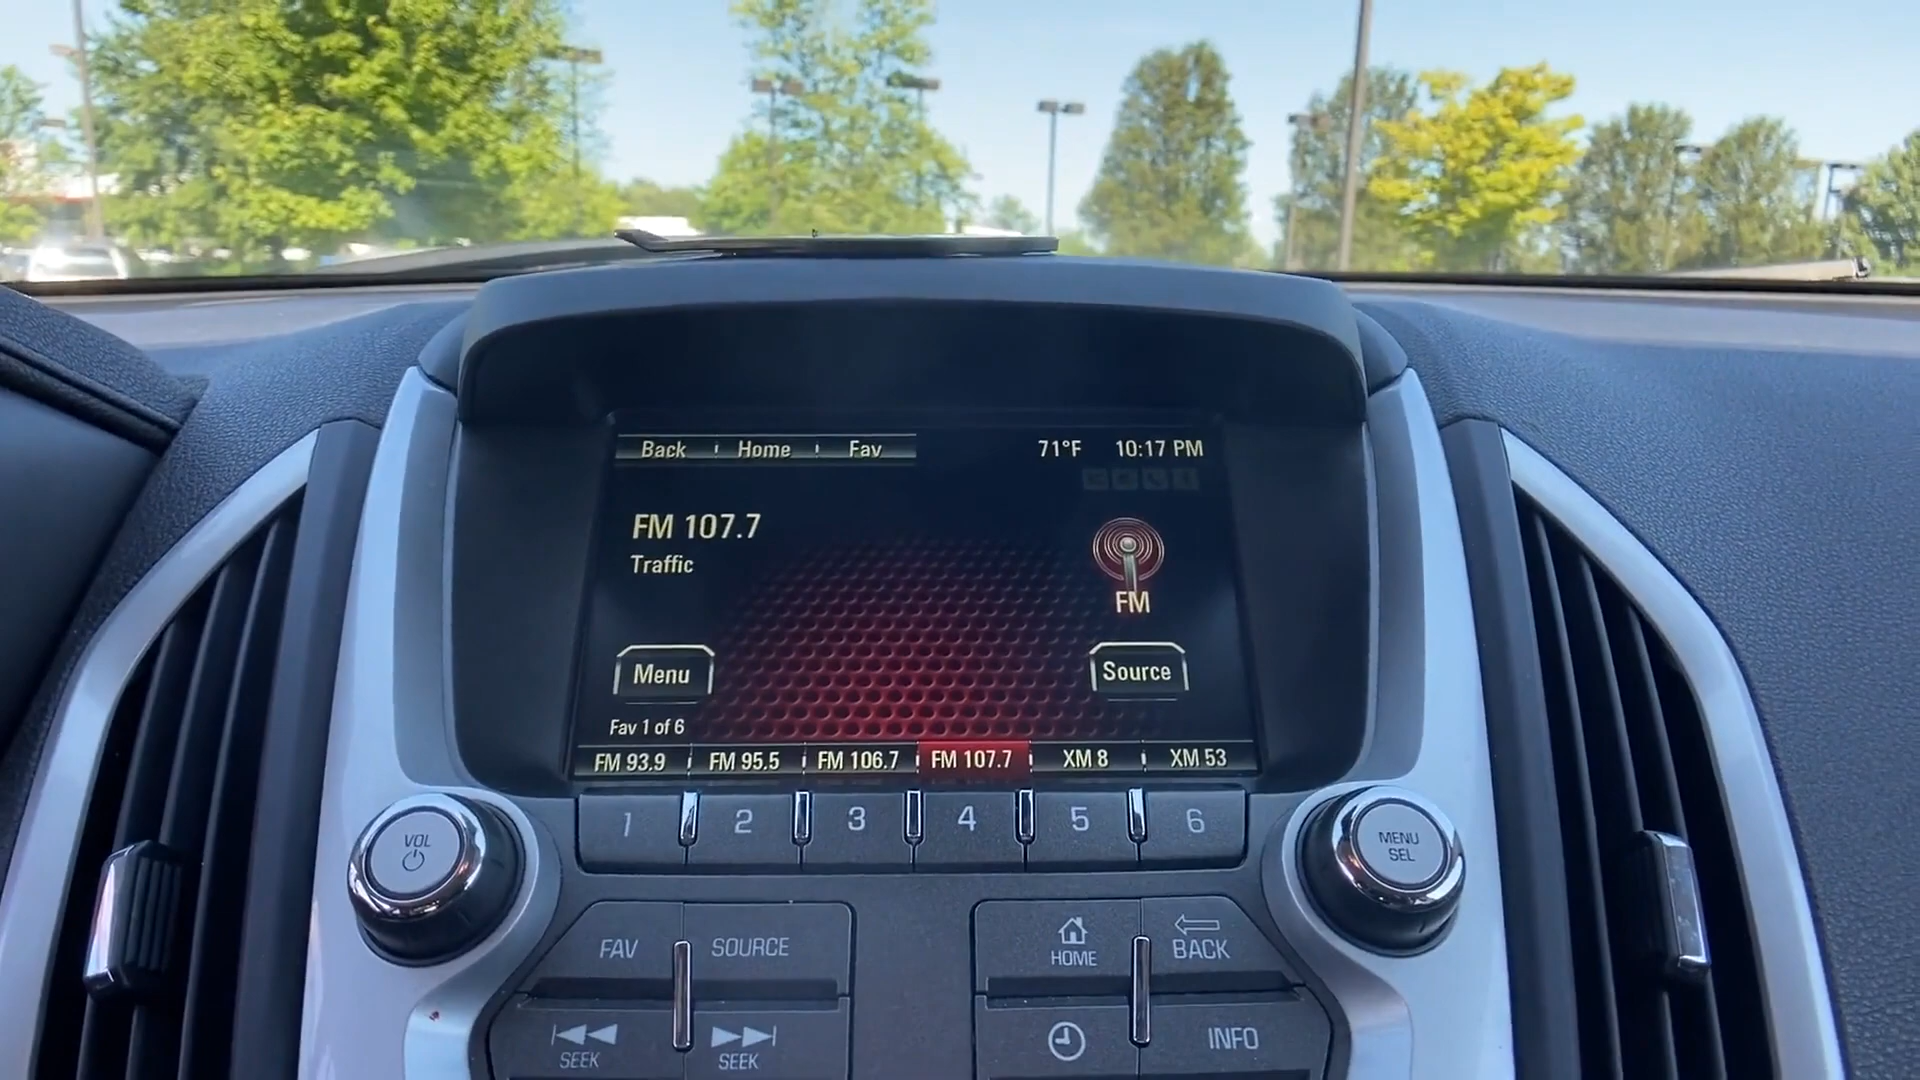 Back Home Fav 71°F 10:17 PM
FM 107.7
Traffic
FM
Menu
Source
Fav 1 of 6
FM 93.9 FM 95.5 FM 106.7 FM 107.7 XM 8 XM 53
1 2 3 4 5 6
VOL
MENU
SEL
FAV SOURCE
HOME
BACK
SEEK
SEEK
INFO